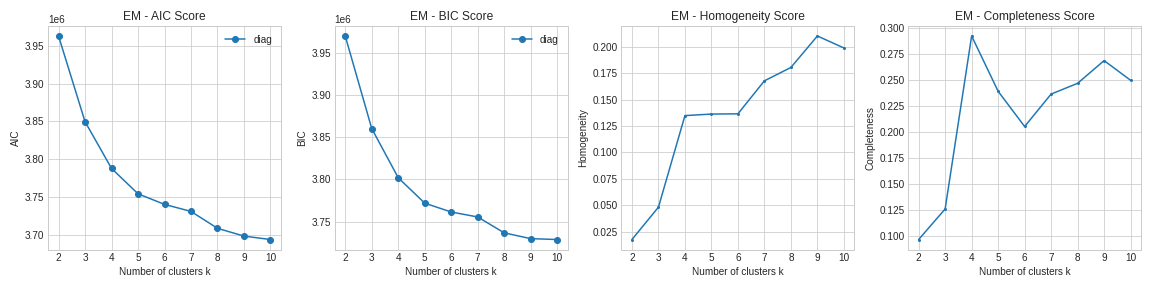 EM - AIC Score
1e6
diag
3.95
3.90
3.85
3.80
3.75
3.70
AIC
2 3 4 5 6 7 8 9 10
Number of clusters k
EM - BIC Score
1e6
diag
3.95
3.90
3.85
3.80
3.75
BIC
2 3 4 5 6 7 8 9 10
Number of clusters k
EM - Homogeneity Score
0.200
0.175
0.150
0.125
0.100
0.075
0.050
0.025
Homogeneity
2 3 4 5 6 7 8 9 10
Number of clusters k
EM - Completeness Score
0.300
0.275
0.250
0.225
0.200
0.175
0.150
0.125
0.100
Completeness
2 3 4 5 6 7 8 9 10
Number of clusters k